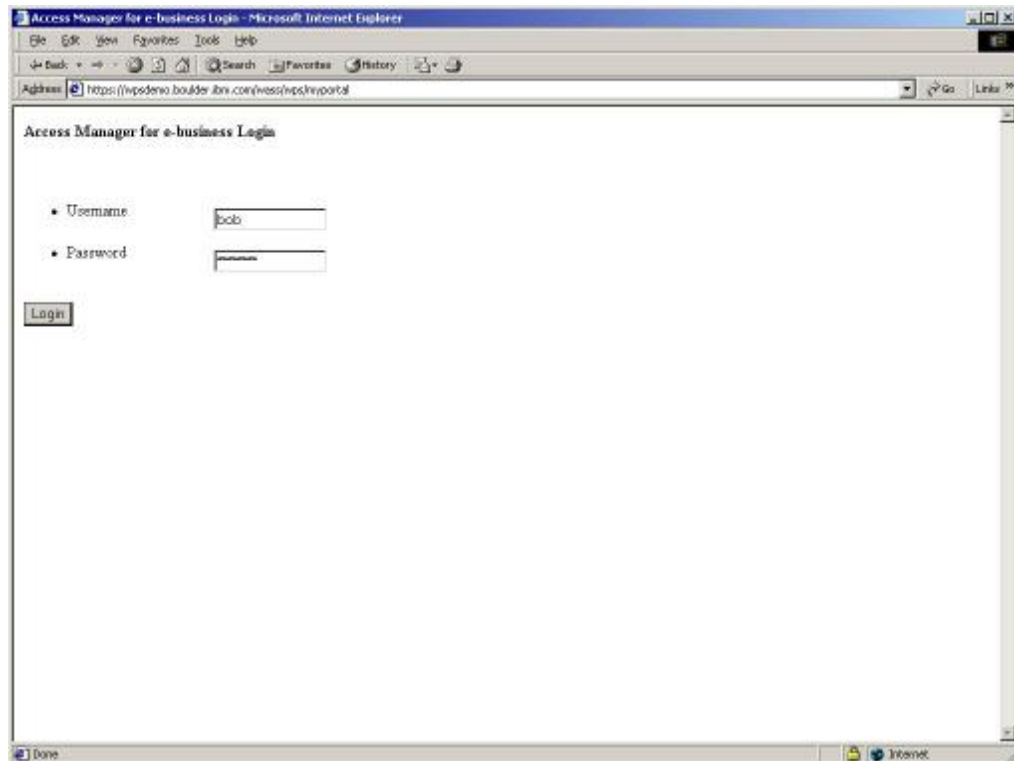 Access Manager for e-business Login - Microsoft Internet Explorer
File Edit View Favorites Tools Help
Back Search Favorites History
Address https://wpsdemo.boulder.ibm.com/wess/wps/myportal Go Links »
Access Manager for e-business Login
• Username bob
• Password
Login
Done Internet